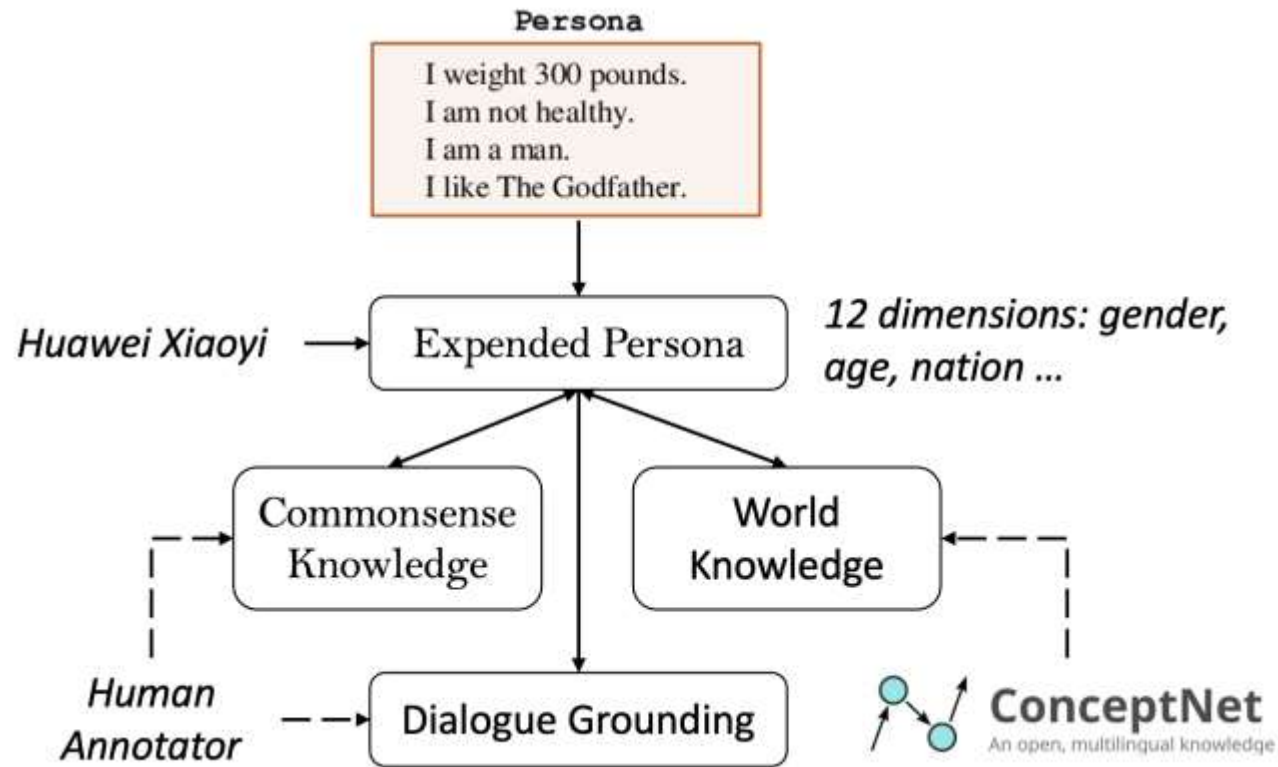 Persona
I weight 300 pounds.
I am not healthy.
I am a man.
I like The Godfather.
Huawei Xiaoyi
Expended Persona
12 dimensions: gender,
age, nation ...
Commonsense
Knowledge
World
Knowledge
Human
Annotator
Dialogue Grounding
ConceptNet
An open, multilingual knowledge